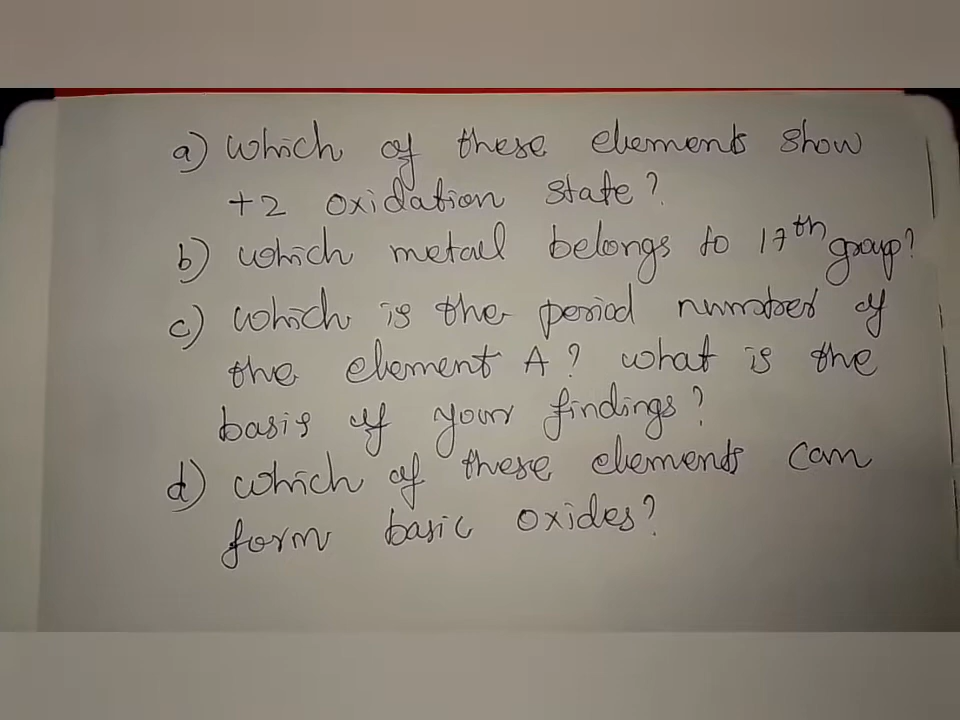 a) which of these elements show
+2 oxidation state?
b) which metal belongs to 17th group?
c) which is the period number of
the element A? what is the
basis of your findings?
d) which of these elements can
form basic oxides?